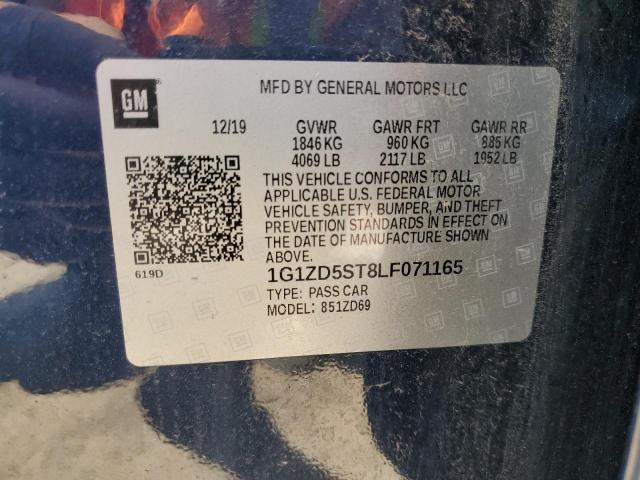 GM
MFD BY GENERAL MOTORS LLC
12/19 GVWR GAWR FRT GAWR RR
1846 KG 960 KG 885 KG
4069 LB 2117 LB 1952 LB
THIS VEHICLE CONFORMS TO ALL
APPLICABLE U.S. FEDERAL MOTOR
VEHICLE SAFETY, BUMPER, AND THEFT
PREVENTION STANDARDS IN EFFECT ON
THE DATE OF MANUFACTURE SHOWN
ABOVE.
619D
1G1ZD5ST8LF071165
TYPE: PASS CAR
MODEL: 851ZD69